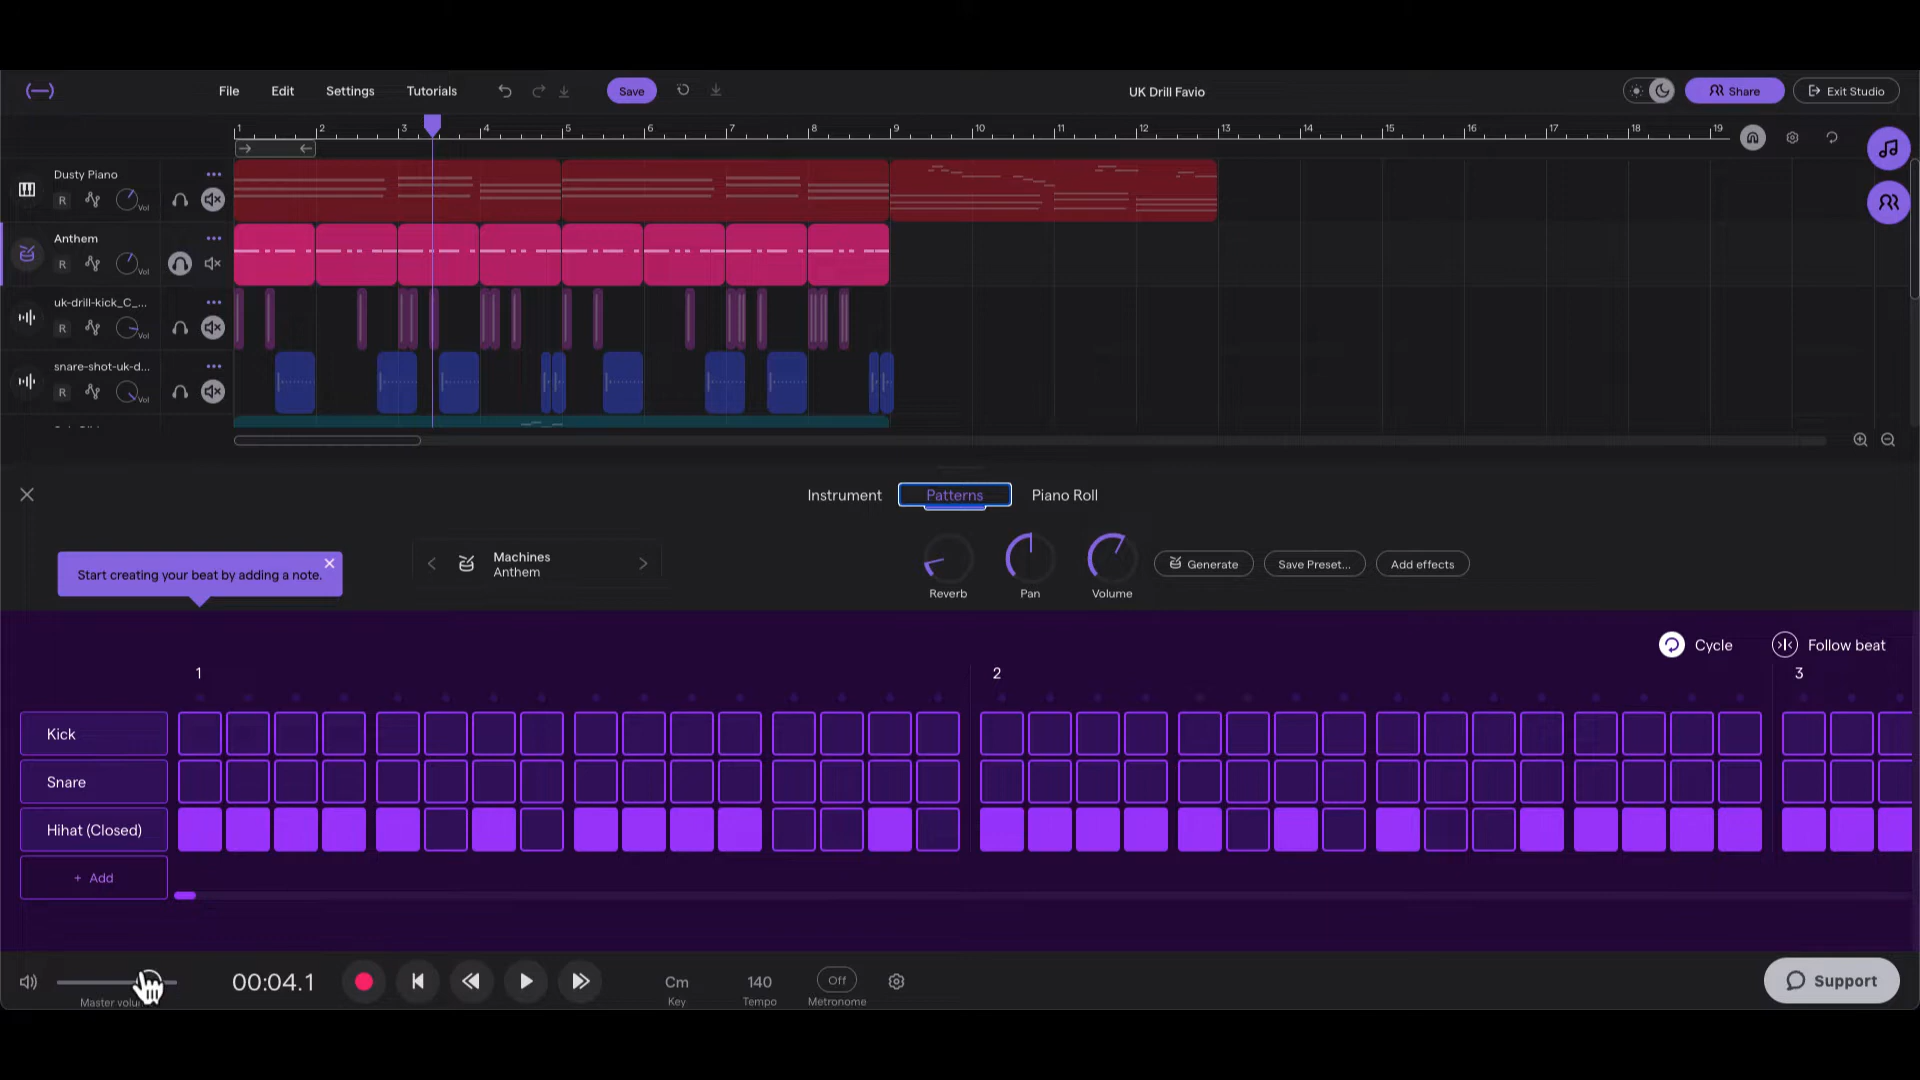 File Edit Settings Tutorials Save UK Drill Favio Share Exit Studio
1 2 3 4 5 6 7 8 9 10 11 12 13 14 15 16 17 18 19
Dusty Piano
R Vol
Anthem
R Vol
uk-drill-kick_C_...
R Vol
snare-shot-uk-d...
R Vol
Instrument Patterns Piano Roll
Start creating your beat by adding a note.
Machines
Anthem
Generate Save Preset... Add effects
Reverb Pan Volume
Cycle Follow beat
1 2 3
Kick
Snare
Hihat (Closed)
+ Add
00:04.1 Cm 140 Off Support
Master Key Tempo Metronome